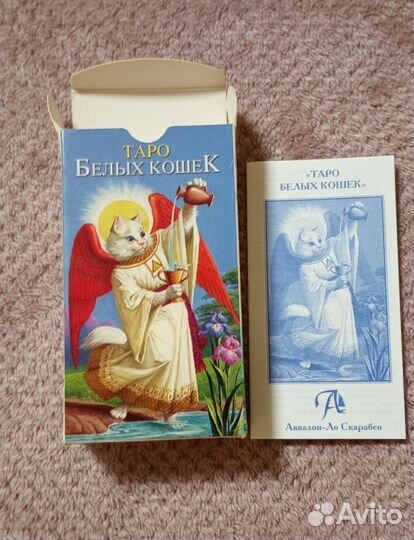 ТАРО
БЕЛЫХ КОШЕК
«ТАРО
БЕЛЫХ КОШЕК»
А
Аввалон-Ло Скарабео
Avito